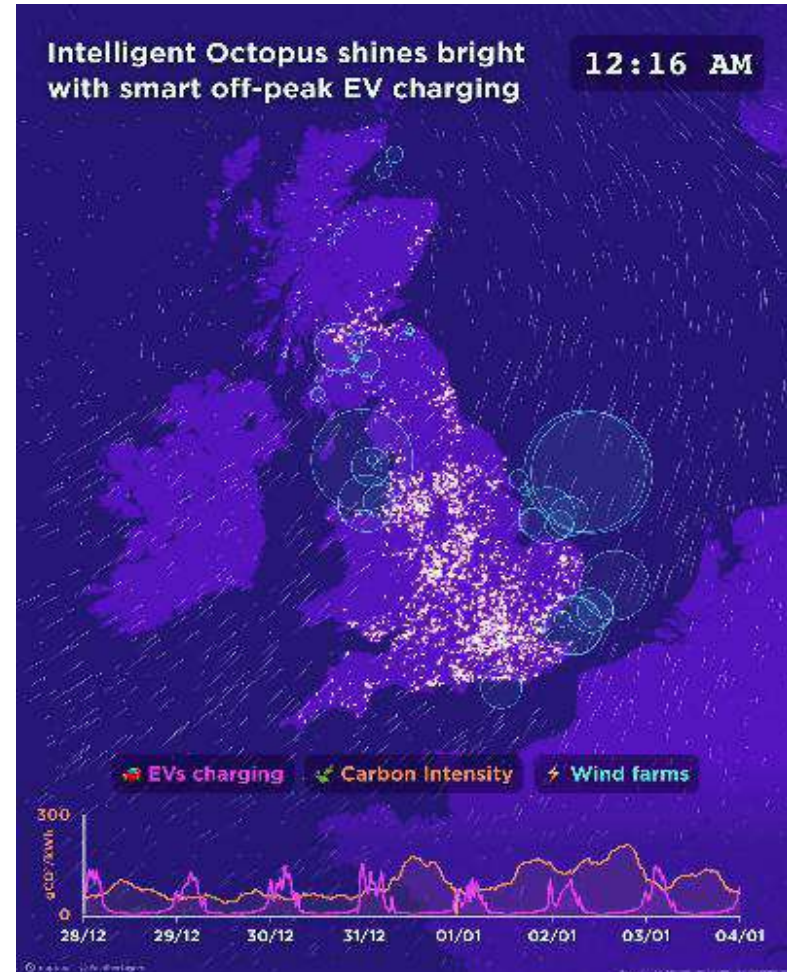 Intelligent Octopus shines bright
with smart off-peak EV charging
12:16 AM
EVs charging
Carbon Intensity
Wind farms
300
gCO²/kWh
0
28/12 29/12 30/12 31/12 01/01 02/01 03/01 04/01